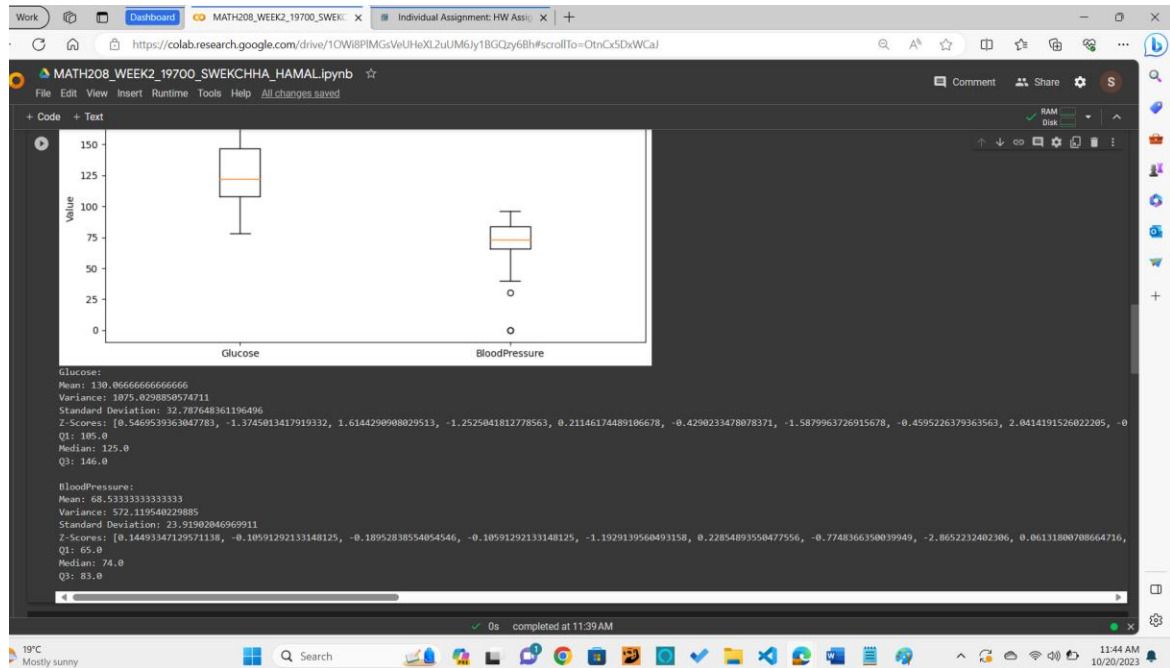 Work
Dashboard
MATH208_WEEK2_19700_SWEKC
Individual Assignment: HW Assig
https://colab.research.google.com/drive/1OWi8PlMGsVeUHeXL2uUM6Jy1BGQzy6Bh#scrollTo=OtnCx5DxWCaJ
MATH208_WEEK2_19700_SWEKCHHA_HAMAL.ipynb
Comment Share S
File Edit View Insert Runtime Tools Help All changes saved
+ Code + Text
RAM
Disk
150
125
100
75
50
25
0
Value
Glucose BloodPressure
Glucose:
Mean: 130.06666666666666
Variance: 1075.0298850574711
Standard Deviation: 32.787648361196496
Z-Scores: [0.5469539363047783, -1.3745013417919332, 1.6144290908029513, -1.2525041812778563, 0.21146174489106678, -0.4290233478078371, -1.5879963726915678, -0.4595226379363563, 2.0414191526022205, -0
Q1: 105.0
Median: 125.0
Q3: 146.0
BloodPressure:
Mean: 68.53333333333333
Variance: 572.119540229885
Standard Deviation: 23.91902046969911
Z-Scores: [0.14493347129571138, -0.10591292133148125, -0.18952838554054546, -0.10591292133148125, -1.1929139560493158, 0.22854893550477556, -0.7748366350039949, -2.8652232402306, 0.06131800708664716,
Q1: 65.0
Median: 74.0
Q3: 83.0
0s completed at 11:39 AM
19°C
Mostly sunny
Search
11:44 AM
10/20/2023